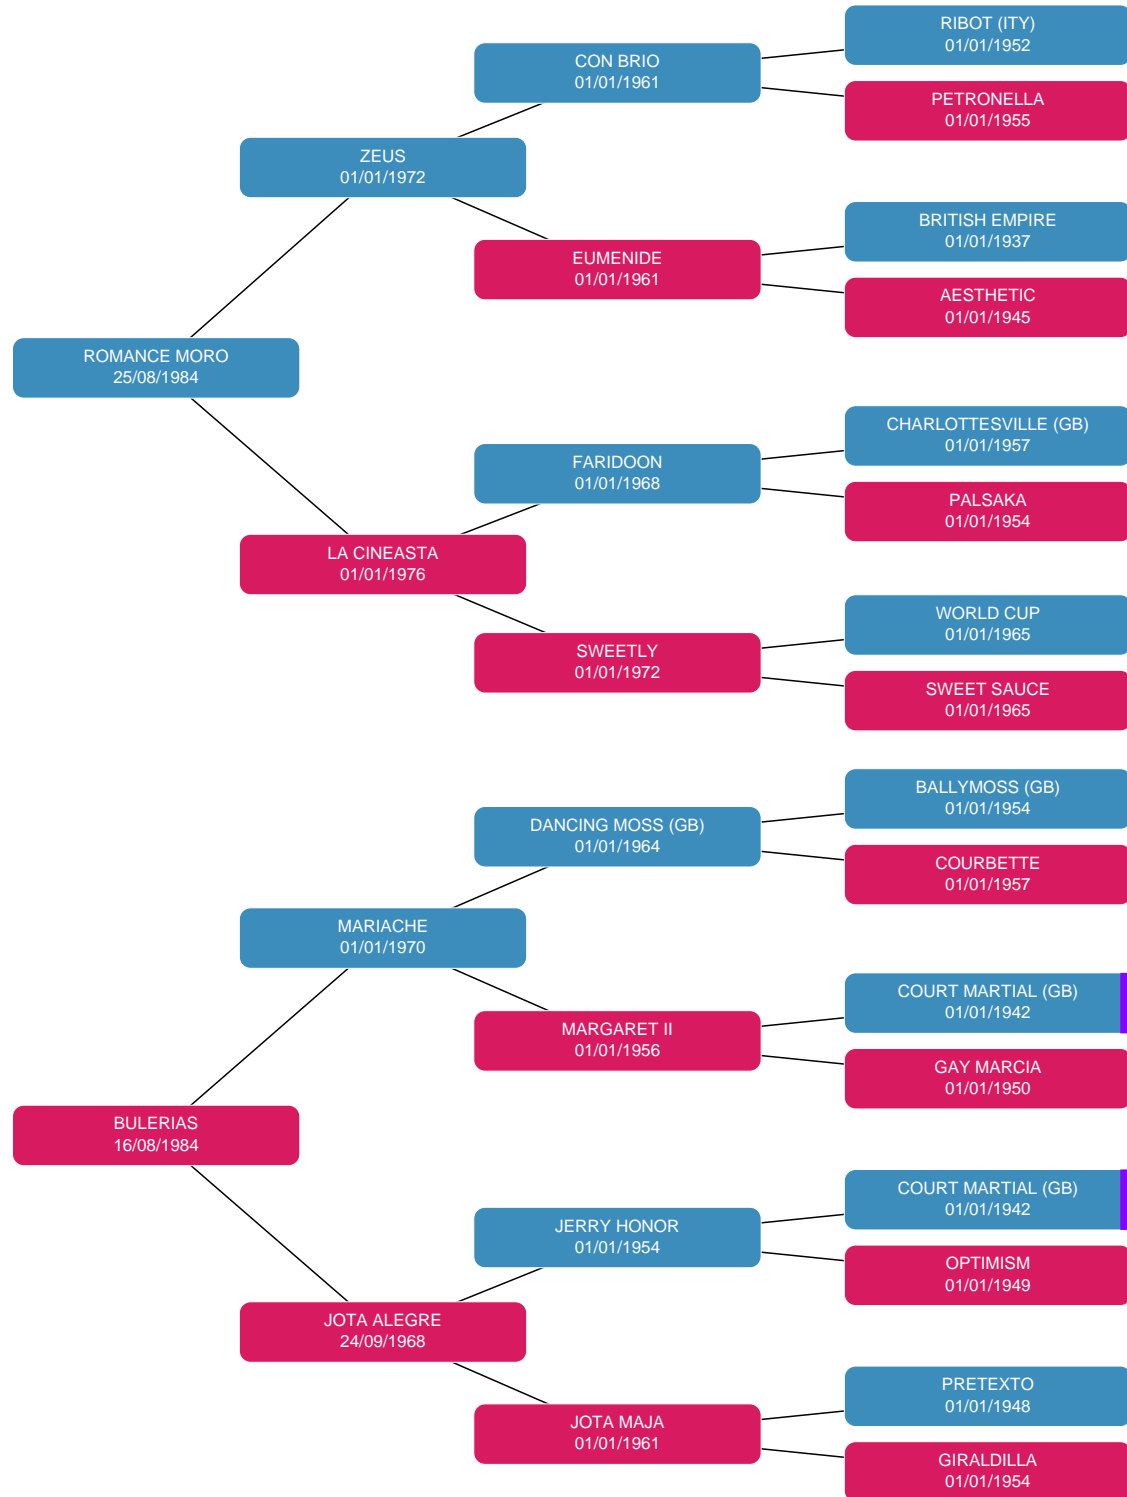 RIBOT (ITY)
01/01/1952
CON BRIO
01/01/1961
PETRONELLA
01/01/1955
ZEUS
01/01/1972
BRITISH EMPIRE
01/01/1937
EUMENIDE
01/01/1961
AESTHETIC
01/01/1945
ROMANCE MORO
25/08/1984
CHARLOTTESVILLE (GB)
01/01/1957
FARIDOON
01/01/1968
PALSAKA
01/01/1954
LA CINEASTA
01/01/1976
WORLD CUP
01/01/1965
SWEETLY
01/01/1972
SWEET SAUCE
01/01/1965
BALLYMOSS (GB)
01/01/1954
DANCING MOSS (GB)
01/01/1964
COURBETTE
01/01/1957
MARIACHE
01/01/1970
COURT MARTIAL (GB)
01/01/1942
MARGARET II
01/01/1956
GAY MARCIA
01/01/1950
BULERIAS
16/08/1984
COURT MARTIAL (GB)
01/01/1942
JERRY HONOR
01/01/1954
OPTIMISM
01/01/1949
JOTA ALEGRE
24/09/1968
PRETEXTO
01/01/1948
JOTA MAJA
01/01/1961
GIRALDILLA
01/01/1954